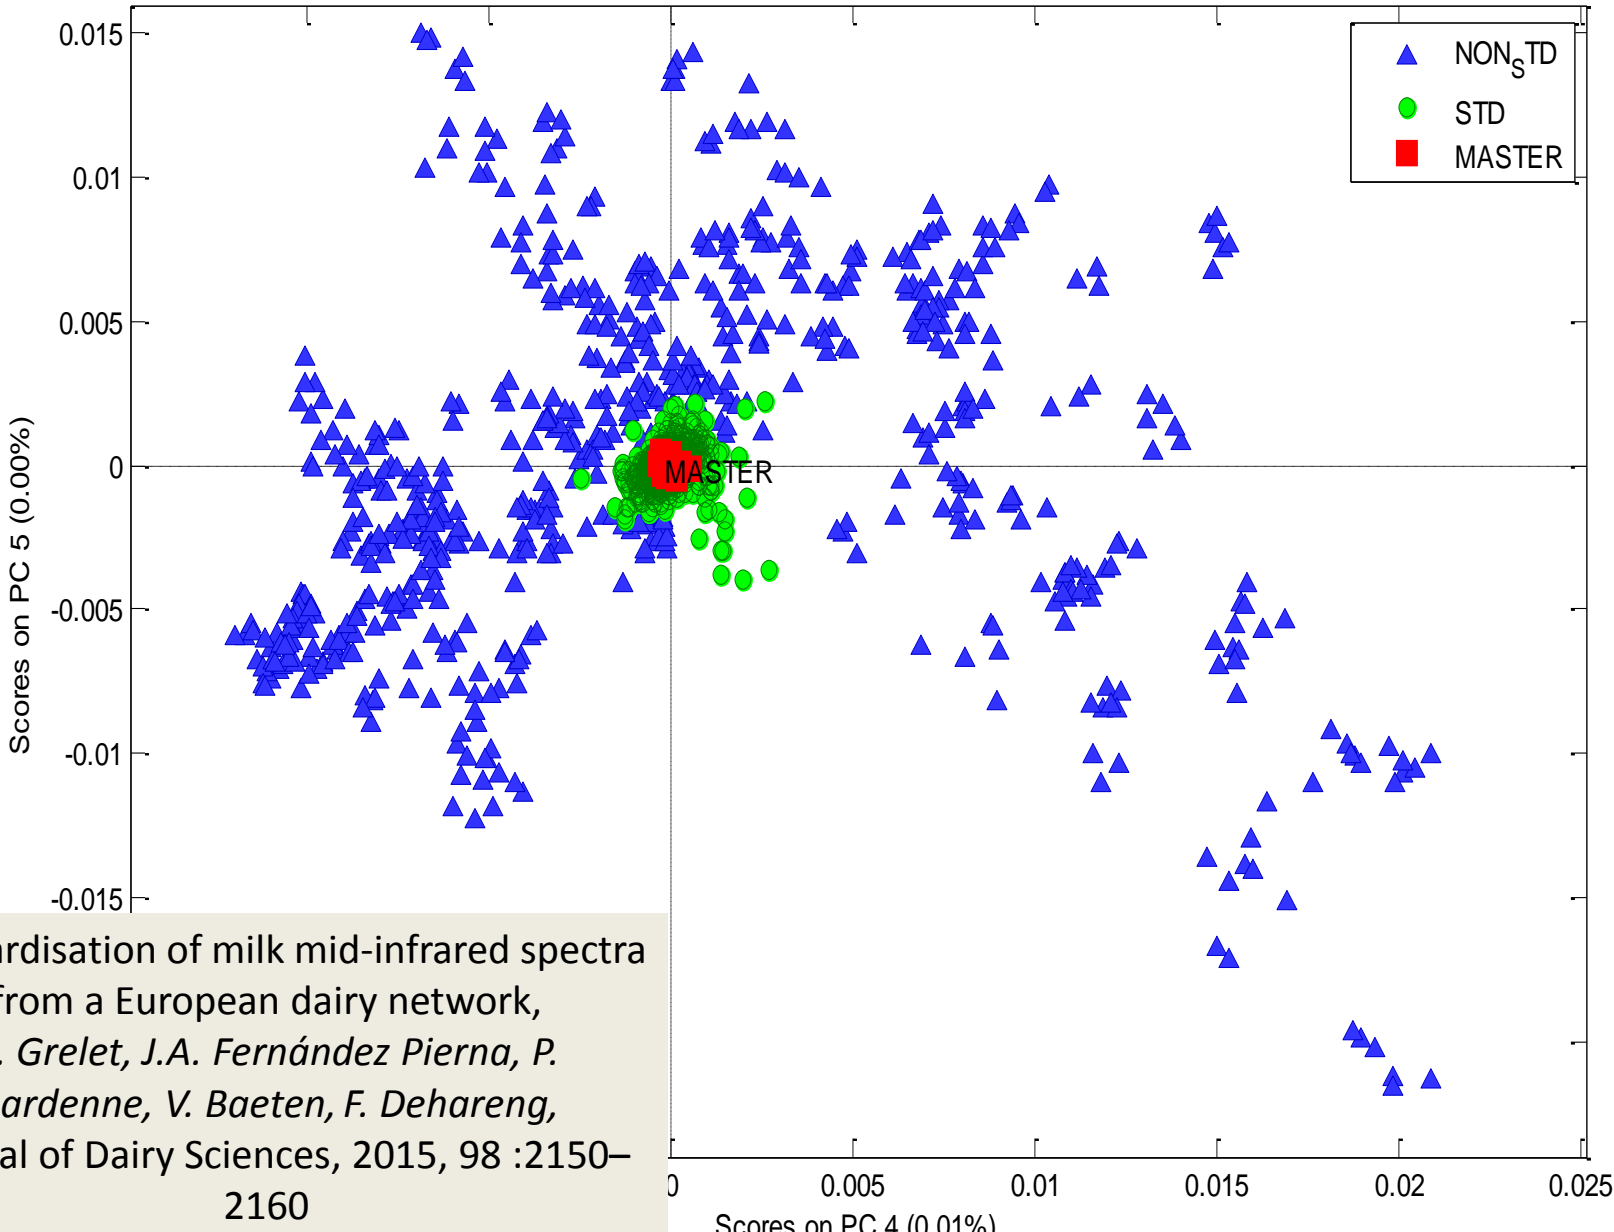 0.015
0.01
0.005
0
-0.005
-0.01
-0.015
Scores on PC 5 (0.00%)
NON_STD
STD
MASTER
MASTER
ardisation of milk mid-infrared spectra
from a European dairy network,
. Grelet, J.A. Fernández Pierna, P.
ardenne, V. Baeten, F. Dehareng,
al of Dairy Sciences, 2015, 98 :2150–
2160
0 0.005 0.01 0.015 0.02 0.025
Scores on PC 4 (0.01%)